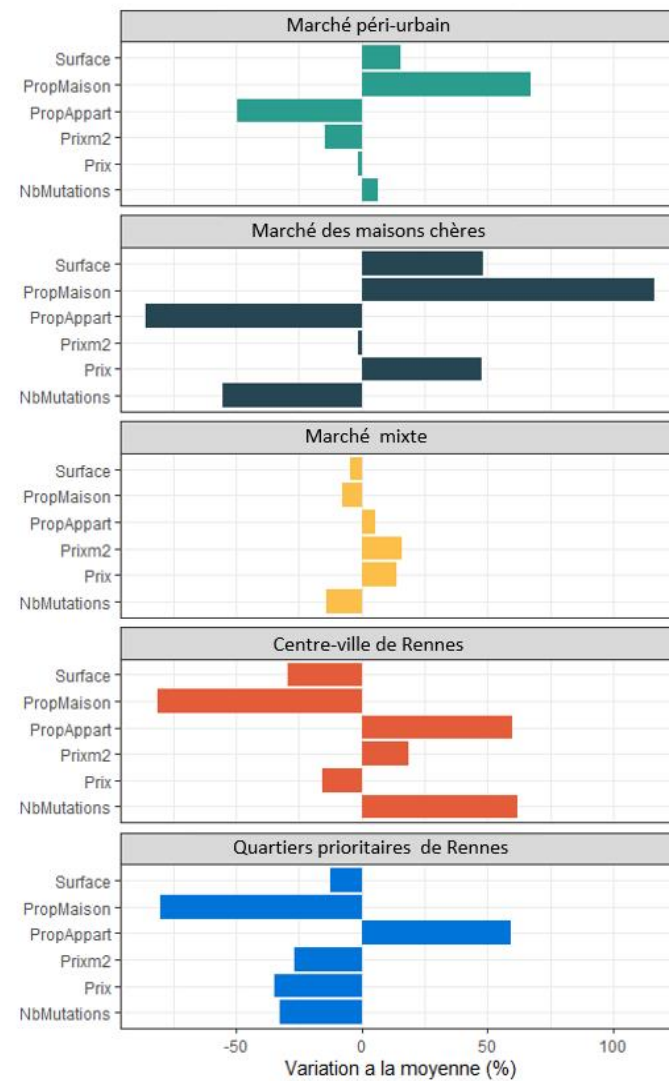 Marché péri-urbain
Surface
PropMaison
PropAppart
Prixm2
Prix
NbMutations
Marché des maisons chères
Surface
PropMaison
PropAppart
Prixm2
Prix
NbMutations
Marché mixte
Surface
PropMaison
PropAppart
Prixm2
Prix
NbMutations
Centre-ville de Rennes
Surface
PropMaison
PropAppart
Prixm2
Prix
NbMutations
Quartiers prioritaires de Rennes
Surface
PropMaison
PropAppart
Prixm2
Prix
NbMutations
-50 0 50 100
Variation a la moyenne (%)